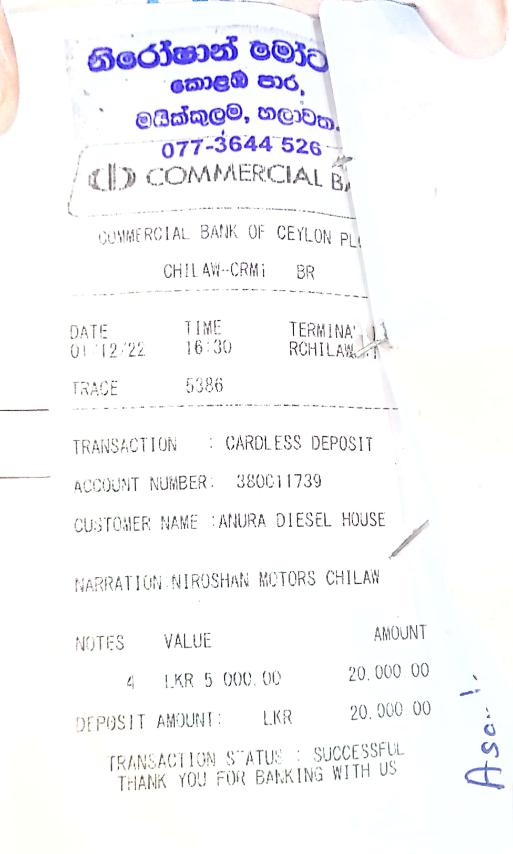 නිරෝෂාන් මෝට
කොළඹ පාර,
මයික්කුලම, හලාවත.
077-3644 526
COMMERCIAL BA
COMMERCIAL BANK OF CEYLON PL
CHILAW-CRM1 BR
DATE TIME TERMINA
01/12/22 16:30 RCHILAW
TRACE 5386
TRANSACTION : CARDLESS DEPOSIT
ACCOUNT NUMBER: 380011739
CUSTOMER NAME :ANURA DIESEL HOUSE
NARRATION NIROSHAN MOTORS CHILAW
NOTES VALUE AMOUNT
4 LKR 5 000.00 20.000 00
DEPOSIT AMOUNT: LKR 20.000 00
TRANSACTION STATUS : SUCCESSFUL
THANK YOU FOR BANKING WITH US